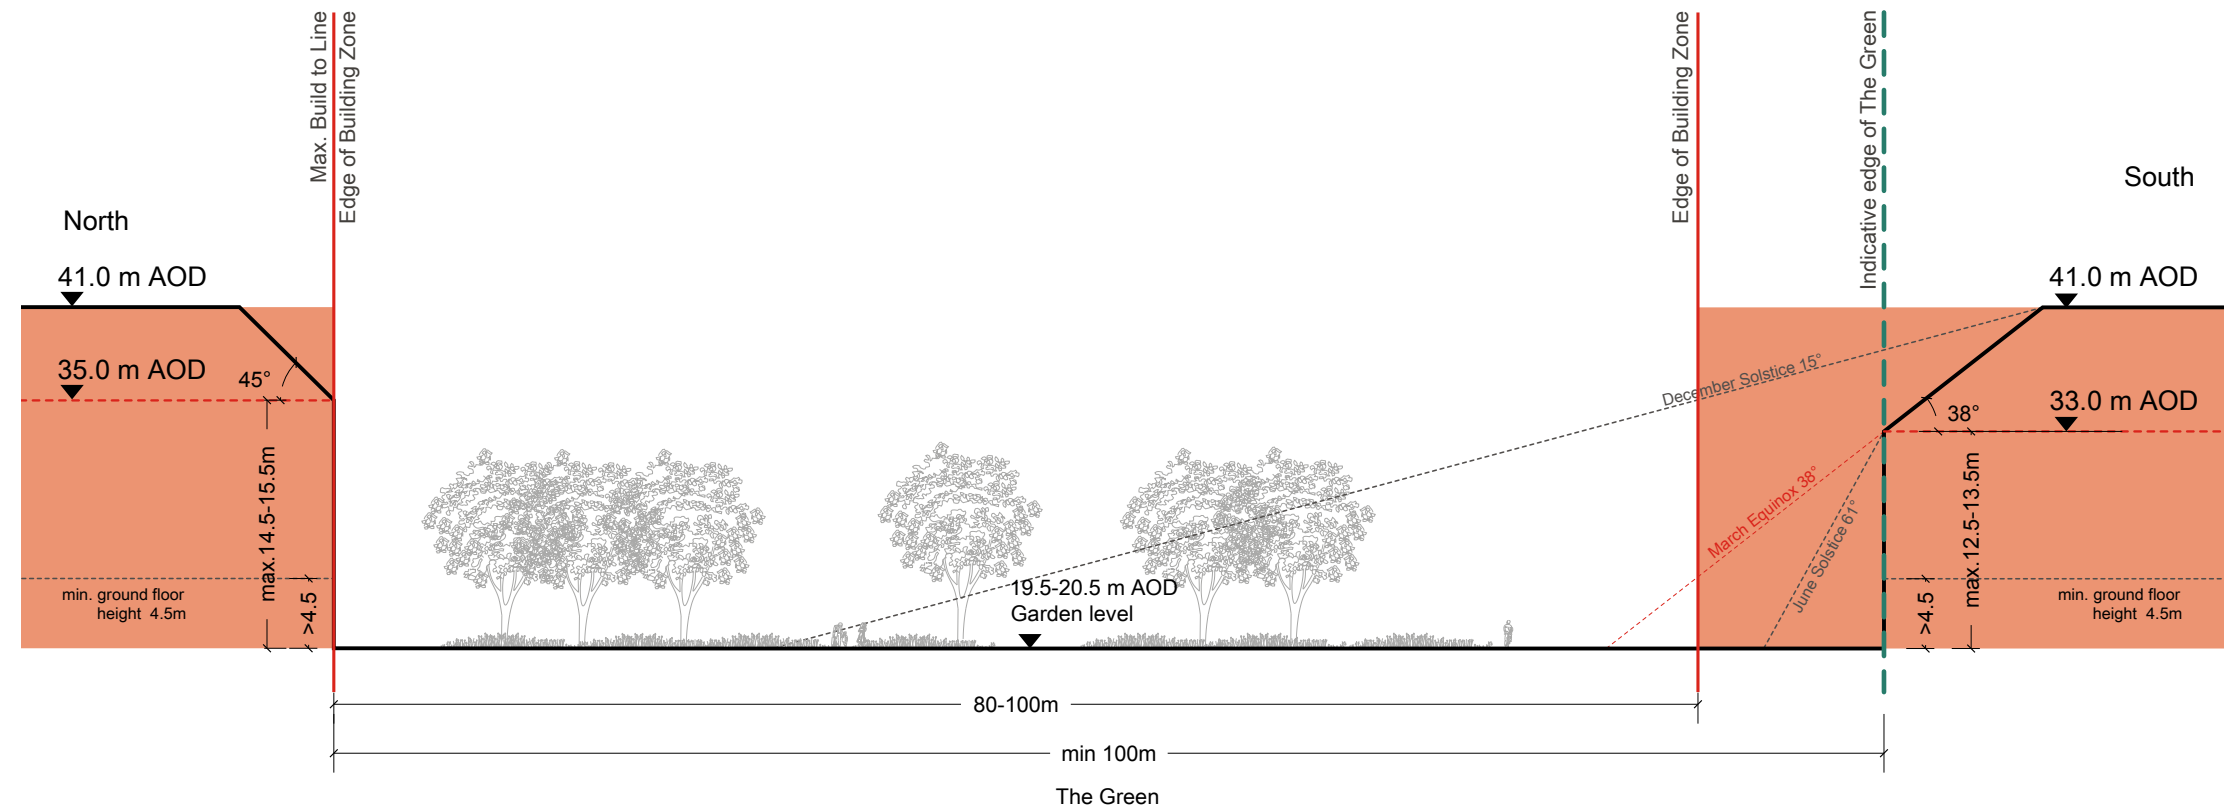 Max. Build to Line
Edge of Building Zone
Edge of Building Zone
Indicative edge of The Green
North
South
41.0 m AOD
41.0 m AOD
35.0 m AOD
45°
33.0 m AOD
38°
December Solstice 15°
March Equinox 38°
June Solstice 61°
max.14.5-15.5m
>4.5
min. ground floor
height 4.5m
19.5-20.5 m AOD
Garden level
>4.5
max.12.5-13.5m
min. ground floor
height 4.5m
80-100m
min 100m
The Green